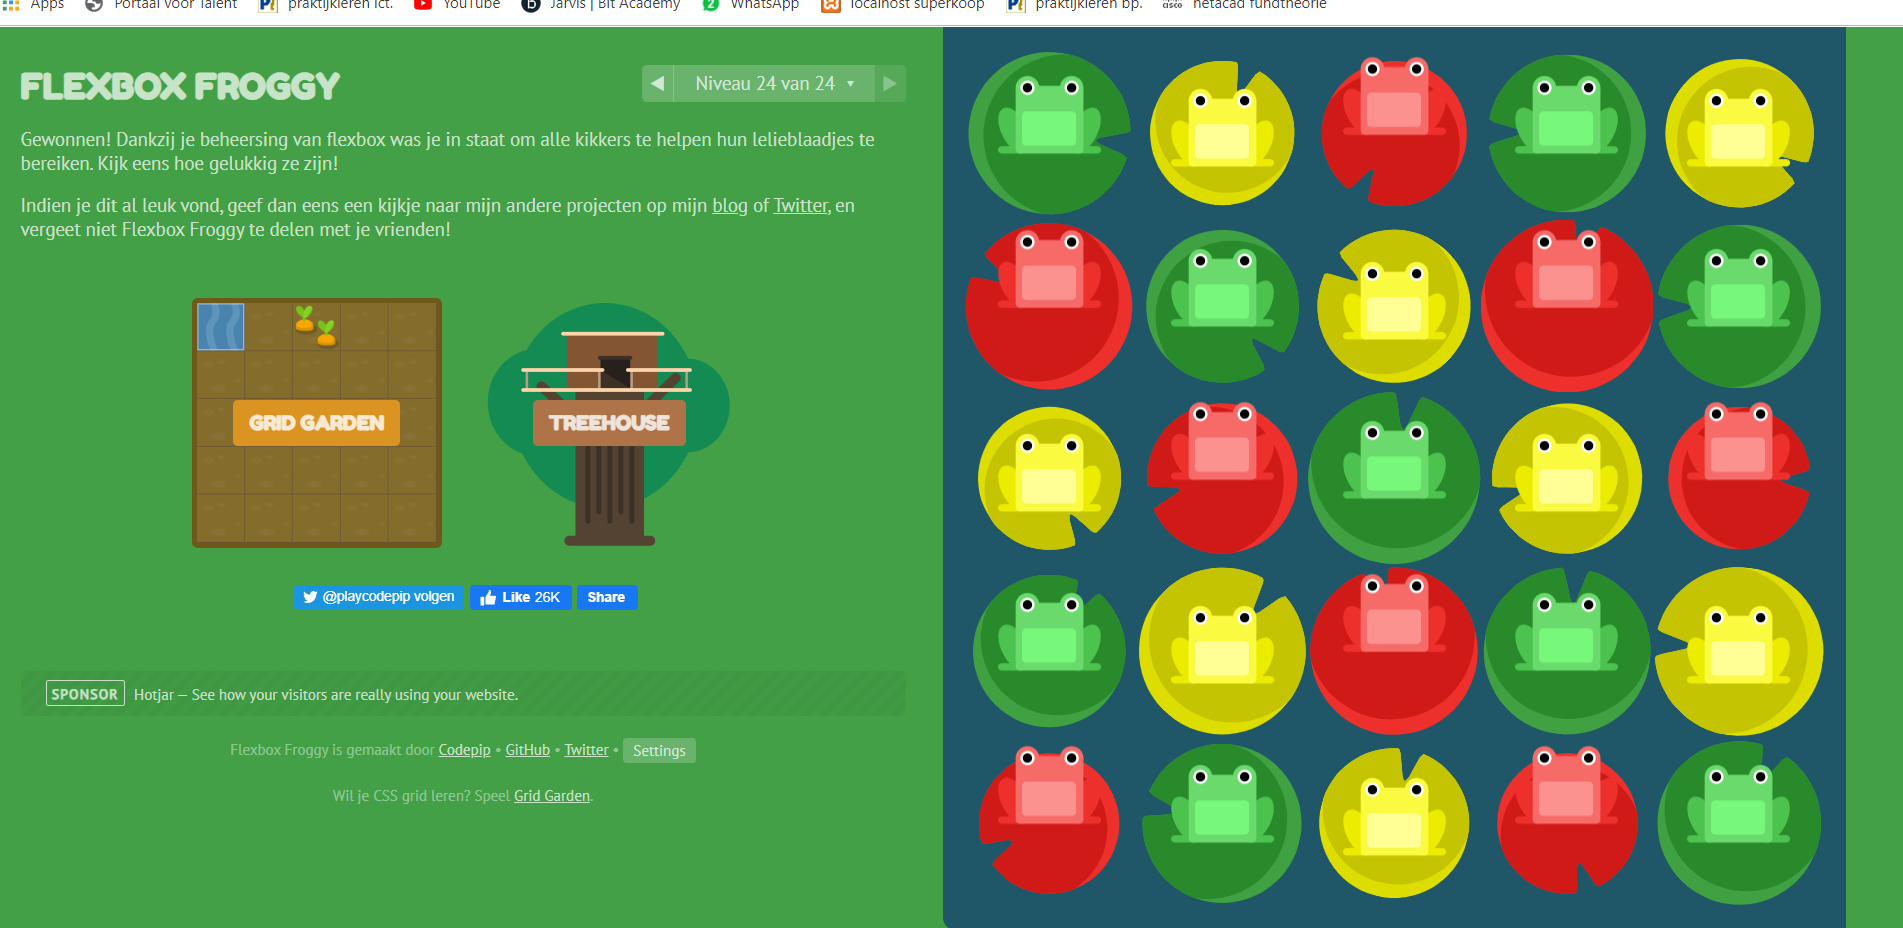 Apps Portaal voor Talent praktijkleren ict. YouTube Jarvis | Bit Academy WhatsApp localhost superkoop praktijkleren bp. netacad fundtheorie
FLEXBOX FROGGY
Niveau 24 van 24
Gewonnen! Dankzij je beheersing van flexbox was je in staat om alle kikkers te helpen hun lelieblaadjes te
bereiken. Kijk eens hoe gelukkig ze zijn!
Indien je dit al leuk vond, geef dan eens een kijkje naar mijn andere projecten op mijn blog of Twitter, en
vergeet niet Flexbox Froggy te delen met je vrienden!
GRID GARDEN
TREEHOUSE
@playcodepip volgen Like 26K Share
SPONSOR Hotjar – See how your visitors are really using your website.
Flexbox Froggy is gemaakt door Codepip • GitHub • Twitter • Settings
Wil je CSS grid leren? Speel Grid Garden.